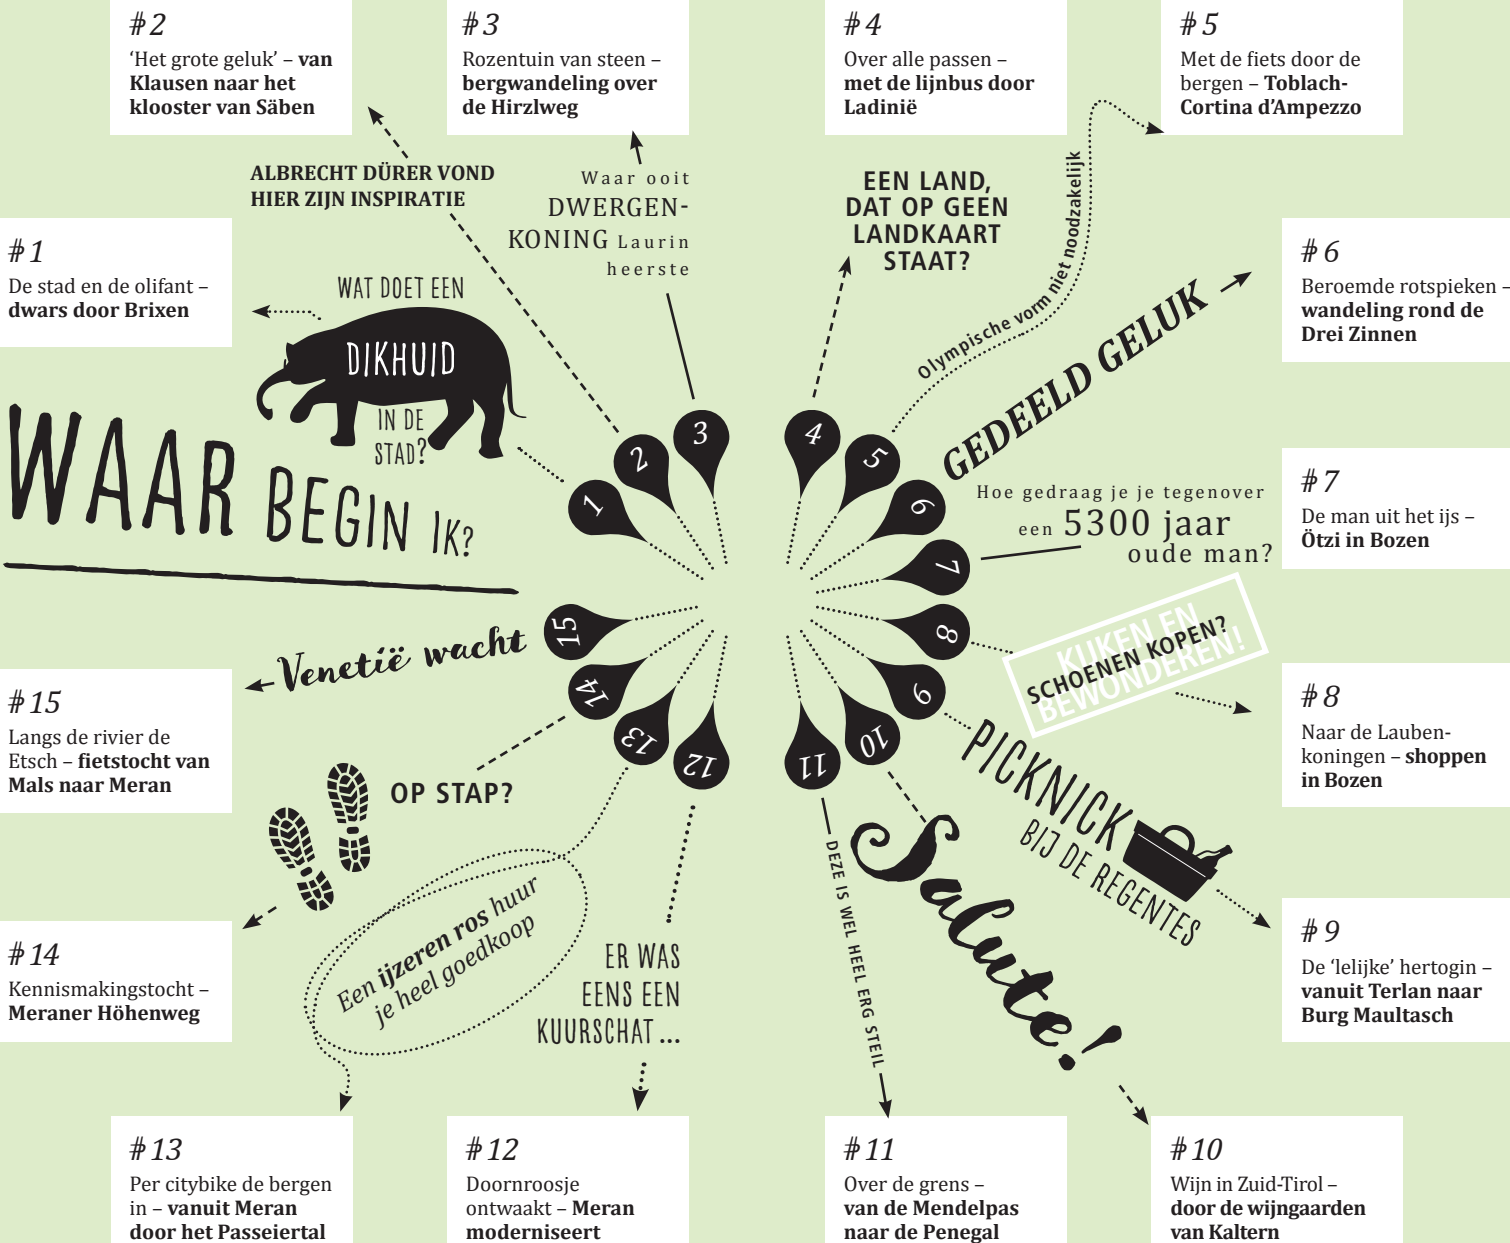 #2
'Het grote geluk' – van
Klausen naar het
klooster van Säben
#3
Rozentuin van steen –
bergwandeling over
de Hirzlweg
#4
Over alle passen –
met de lijnbus door
Ladinië
#5
Met de fiets door de
bergen – Toblach-
Cortina d'Ampezzo
ALBRECHT DÜRER VOND
HIER ZIJN INSPIRATIE
Waar ooit
DWERGEN-
KONING Laurin
heerste
EEN LAND,
DAT OP GEEN
LANDKAART
STAAT?
Olympische vorm niet noodzakelijk
#1
De stad en de olifant –
dwars door Brixen
WAT DOET EEN
DIKHUID
IN DE
STAD?
GEDEELD GELUK
#6
Beroemde rotspieken –
wandeling rond de
Drei Zinnen
WAAR BEGIN IK?
1
2
3
4
5
6
7
8
9
10
11
12
13
14
15
Hoe gedraag je je tegenover
een 5300 jaar
oude man?
#7
De man uit het ijs –
Ötzi in Bozen
Venetië wacht
KIJKEN EN
BEWONDEREN!
SCHOENEN KOPEN?
#15
Langs de rivier de
Etsch – fietstocht van
Mals naar Meran
#8
Naar de Lauben-
koningen – shoppen
in Bozen
OP STAP?
PICKNICK
BIJ DE REGENTES
Salute!
DEZE IS WEL HEEL ERG STEIL
Een ijzeren ros huur
je heel goedkoop
ER WAS
EENS EEN
KUURSCHAT ...
#14
Kennismakingstocht –
Meraner Höhenweg
#9
De 'lelijke' hertogin –
vanuit Terlan naar
Burg Maultasch
#13
Per citybike de bergen
in – vanuit Meran
door het Passeiertal
#12
Doornroosje
ontwaakt – Meran
moderniseert
#11
Over de grens –
van de Mendelpas
naar de Penegal
#10
Wijn in Zuid-Tirol –
door de wijngaarden
van Kaltern